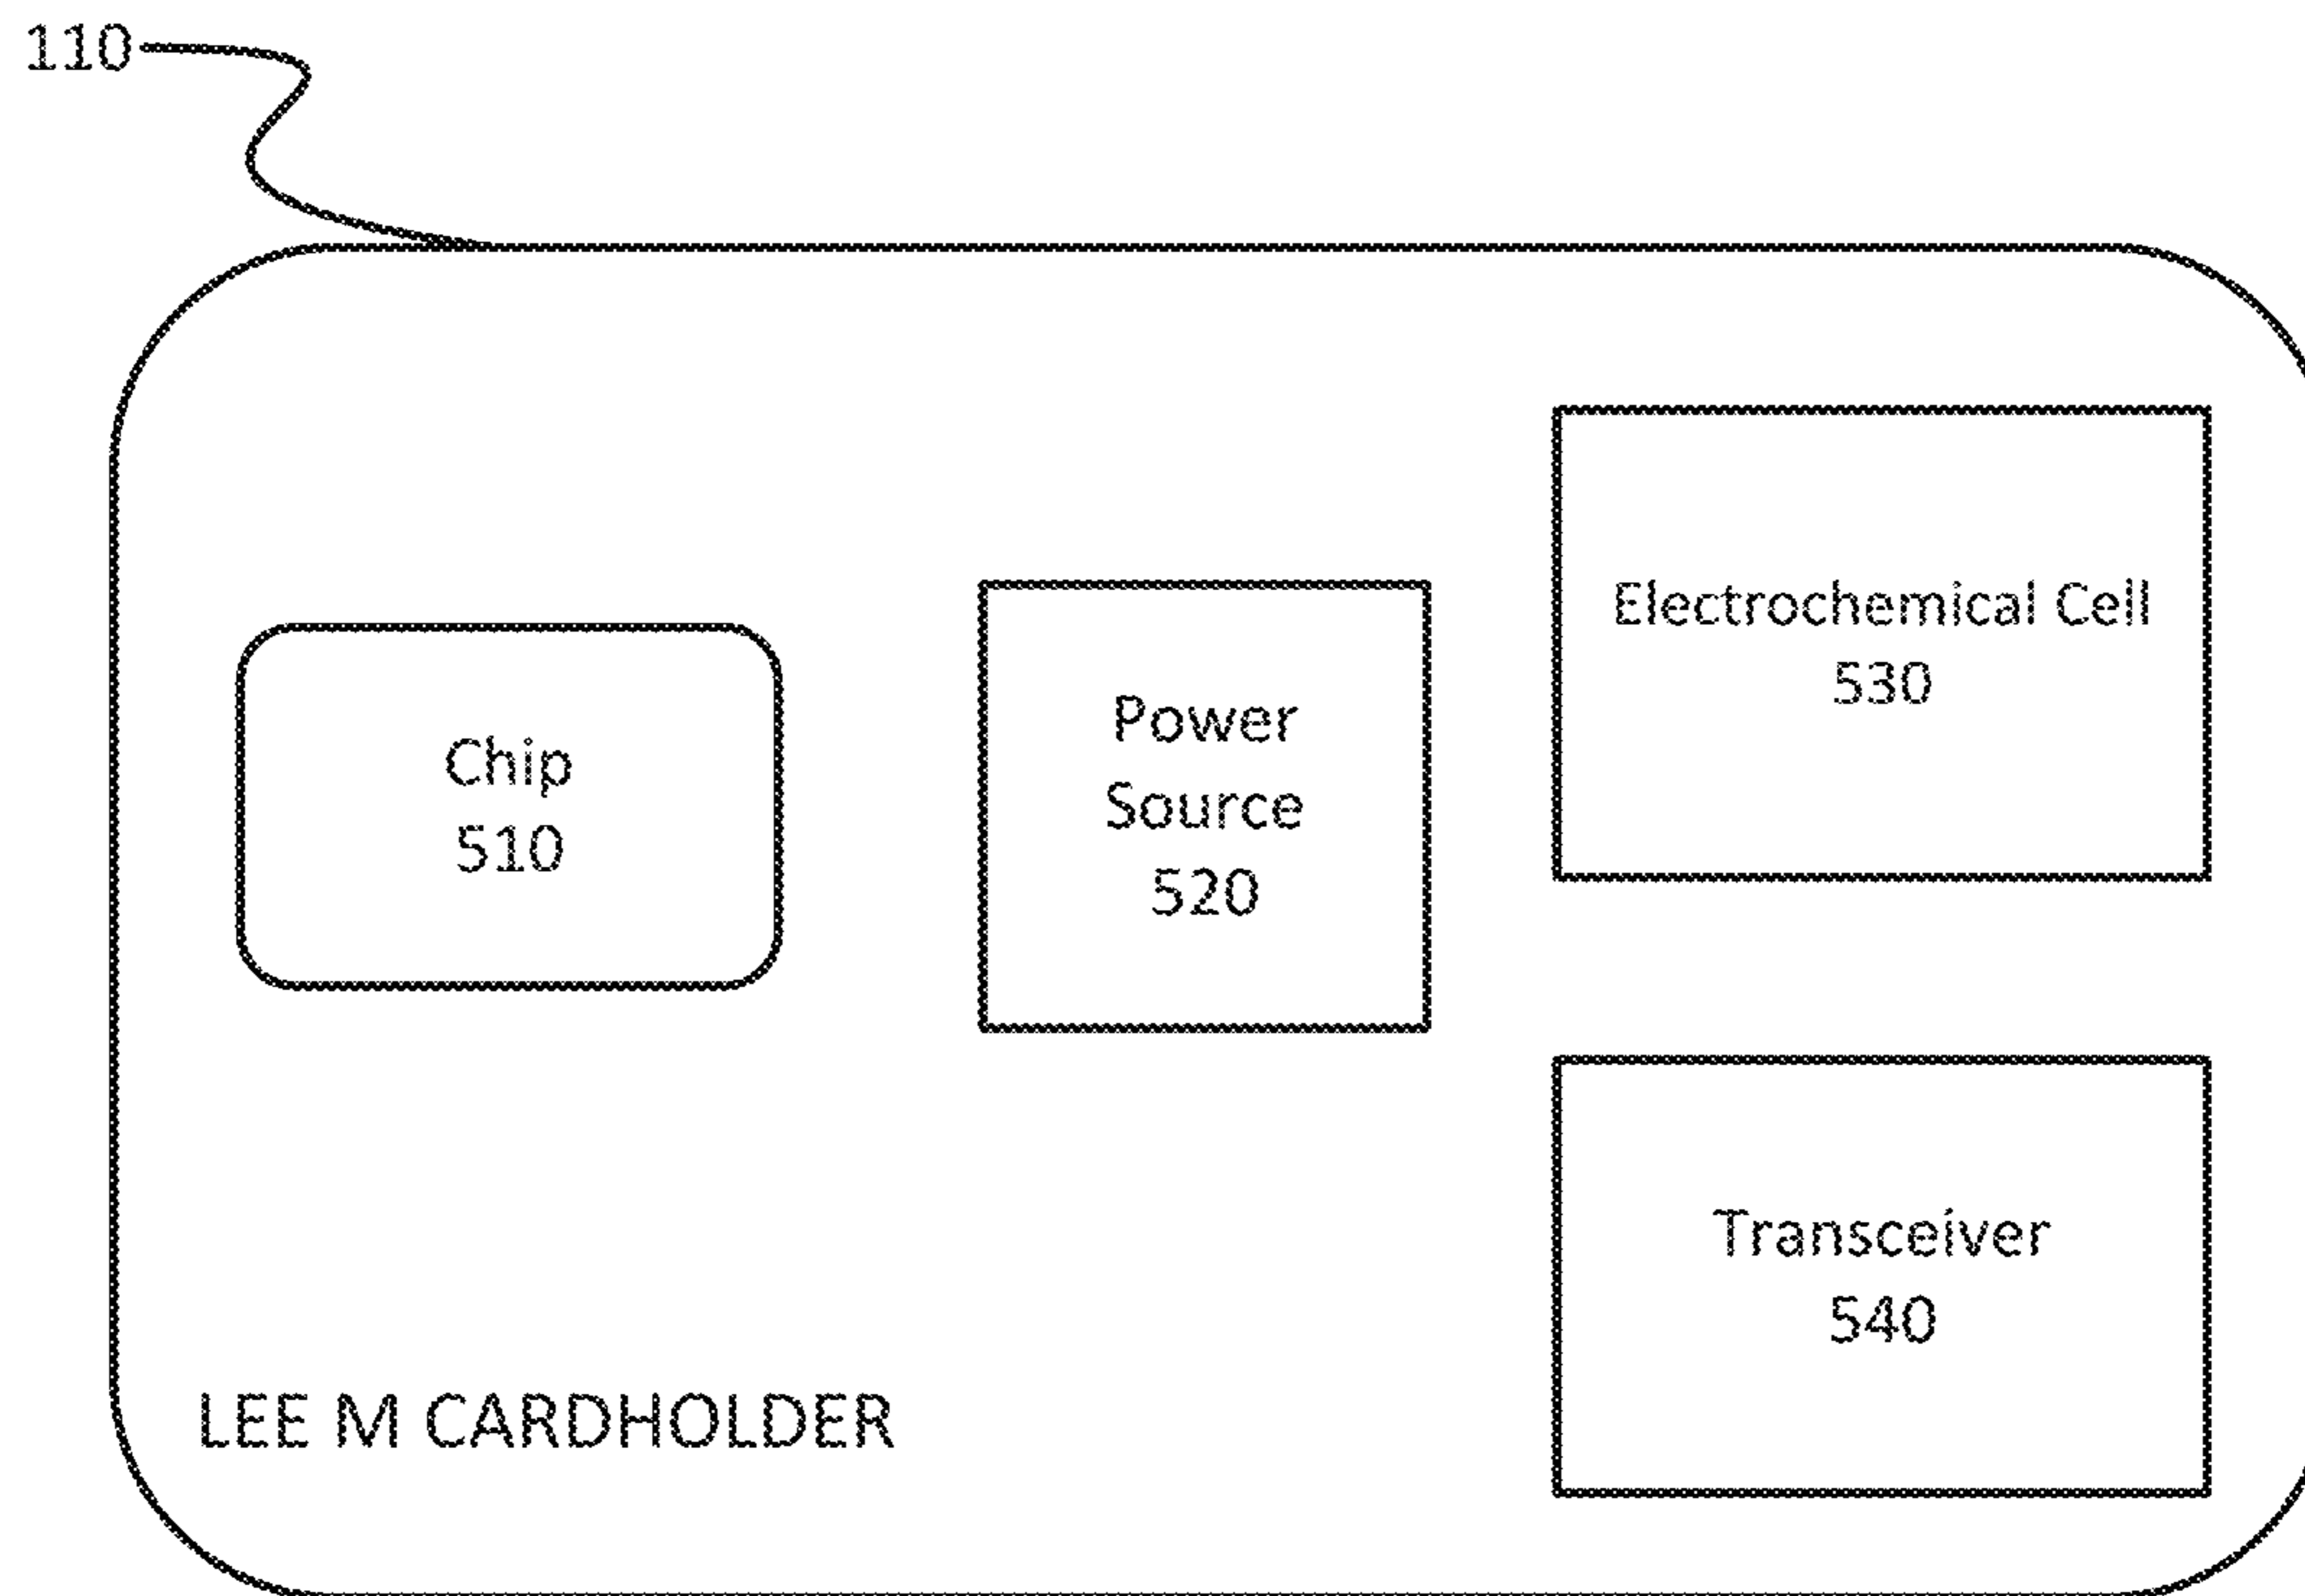 110
Chip
510
Power
Source
520
Electrochemical Cell
530
Transceiver
540
LEE M CARDHOLDER